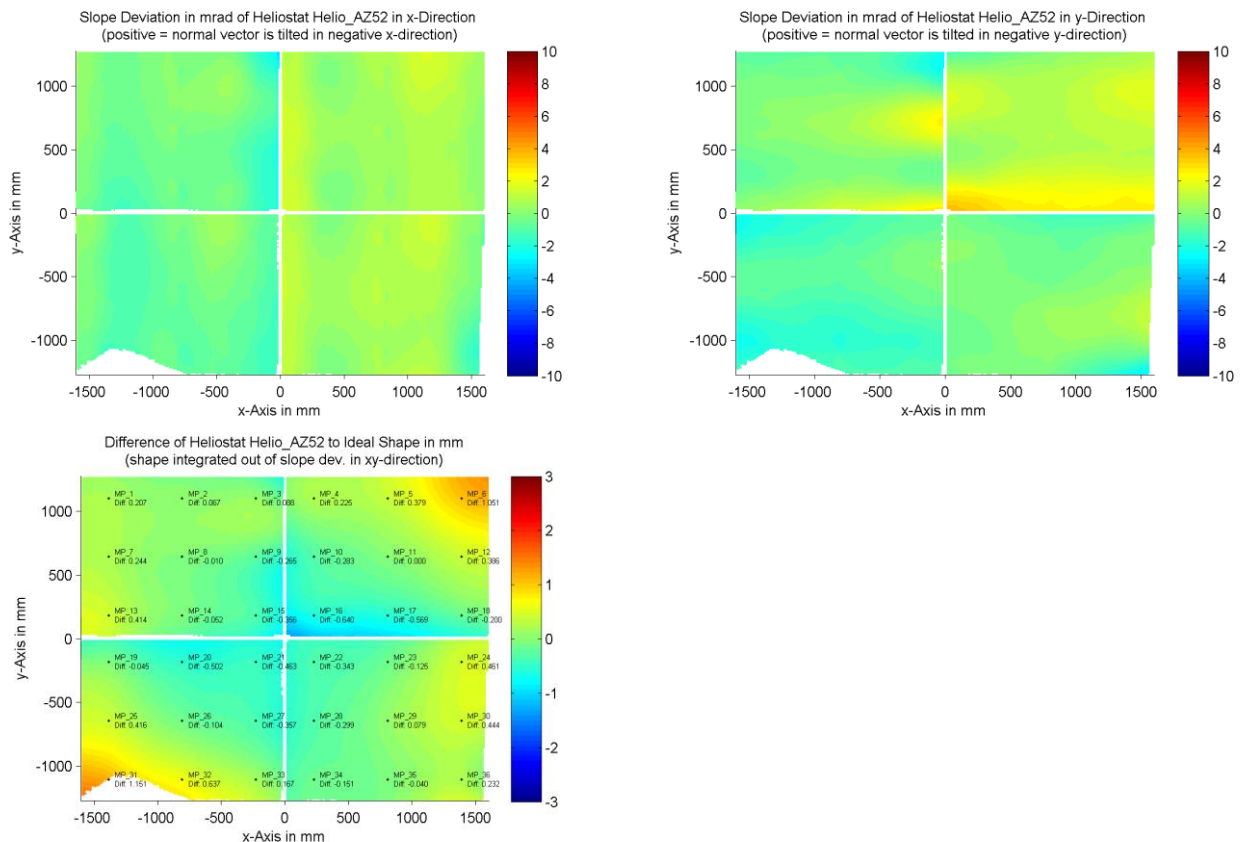 Slope Deviation in mrad of Heliostat Helio_AZ52 in x-Direction
(positive = normal vector is tilted in negative x-direction)
1000
500
0
-500
-1000
y-Axis in mm
-1500 -1000 -500 0 500 1000 1500
x-Axis in mm
10
8
6
4
2
0
-2
-4
-6
-8
-10
Slope Deviation in mrad of Heliostat Helio_AZ52 in y-Direction
(positive = normal vector is tilted in negative y-direction)
1000
500
0
-500
-1000
y-Axis in mm
-1500 -1000 -500 0 500 1000 1500
x-Axis in mm
10
8
6
4
2
0
-2
-4
-6
-8
-10
Difference of Heliostat Helio_AZ52 to Ideal Shape in mm
(shape integrated out of slope dev. in xy-direction)
1000
500
0
-500
-1000
y-Axis in mm
MP_1 MP_2 MP_3 MP_4 MP_5 MP_6
Diff: 0.207 Diff: 0.067 Diff: 0.088 Diff: 0.225 Diff: 0.379 Diff: 1.051
MP_7 MP_8 MP_9 MP_10 MP_11 MP_12
Diff: 0.244 Diff: -0.010 Diff: -0.265 Diff: -0.283 Diff: 0.000 Diff: 0.386
MP_13 MP_14 MP_15 MP_16 MP_17 MP_18
Diff: 0.414 Diff: -0.052 Diff: -0.366 Diff: -0.640 Diff: -0.569 Diff: -0.200
MP_19 MP_20 MP_21 MP_22 MP_23 MP_24
Diff: -0.045 Diff: -0.502 Diff: -0.463 Diff: -0.343 Diff: -0.125 Diff: 0.461
MP_25 MP_26 MP_27 MP_28 MP_29 MP_30
Diff: 0.416 Diff: -0.104 Diff: -0.357 Diff: -0.299 Diff: 0.079 Diff: 0.444
MP_31 MP_32 MP_33 MP_34 MP_35 MP_36
Diff: 1.151 Diff: 0.637 Diff: 0.167 Diff: -0.151 Diff: -0.040 Diff: 0.232
-1500 -1000 -500 0 500 1000 1500
x-Axis in mm
3
2
1
0
-1
-2
-3